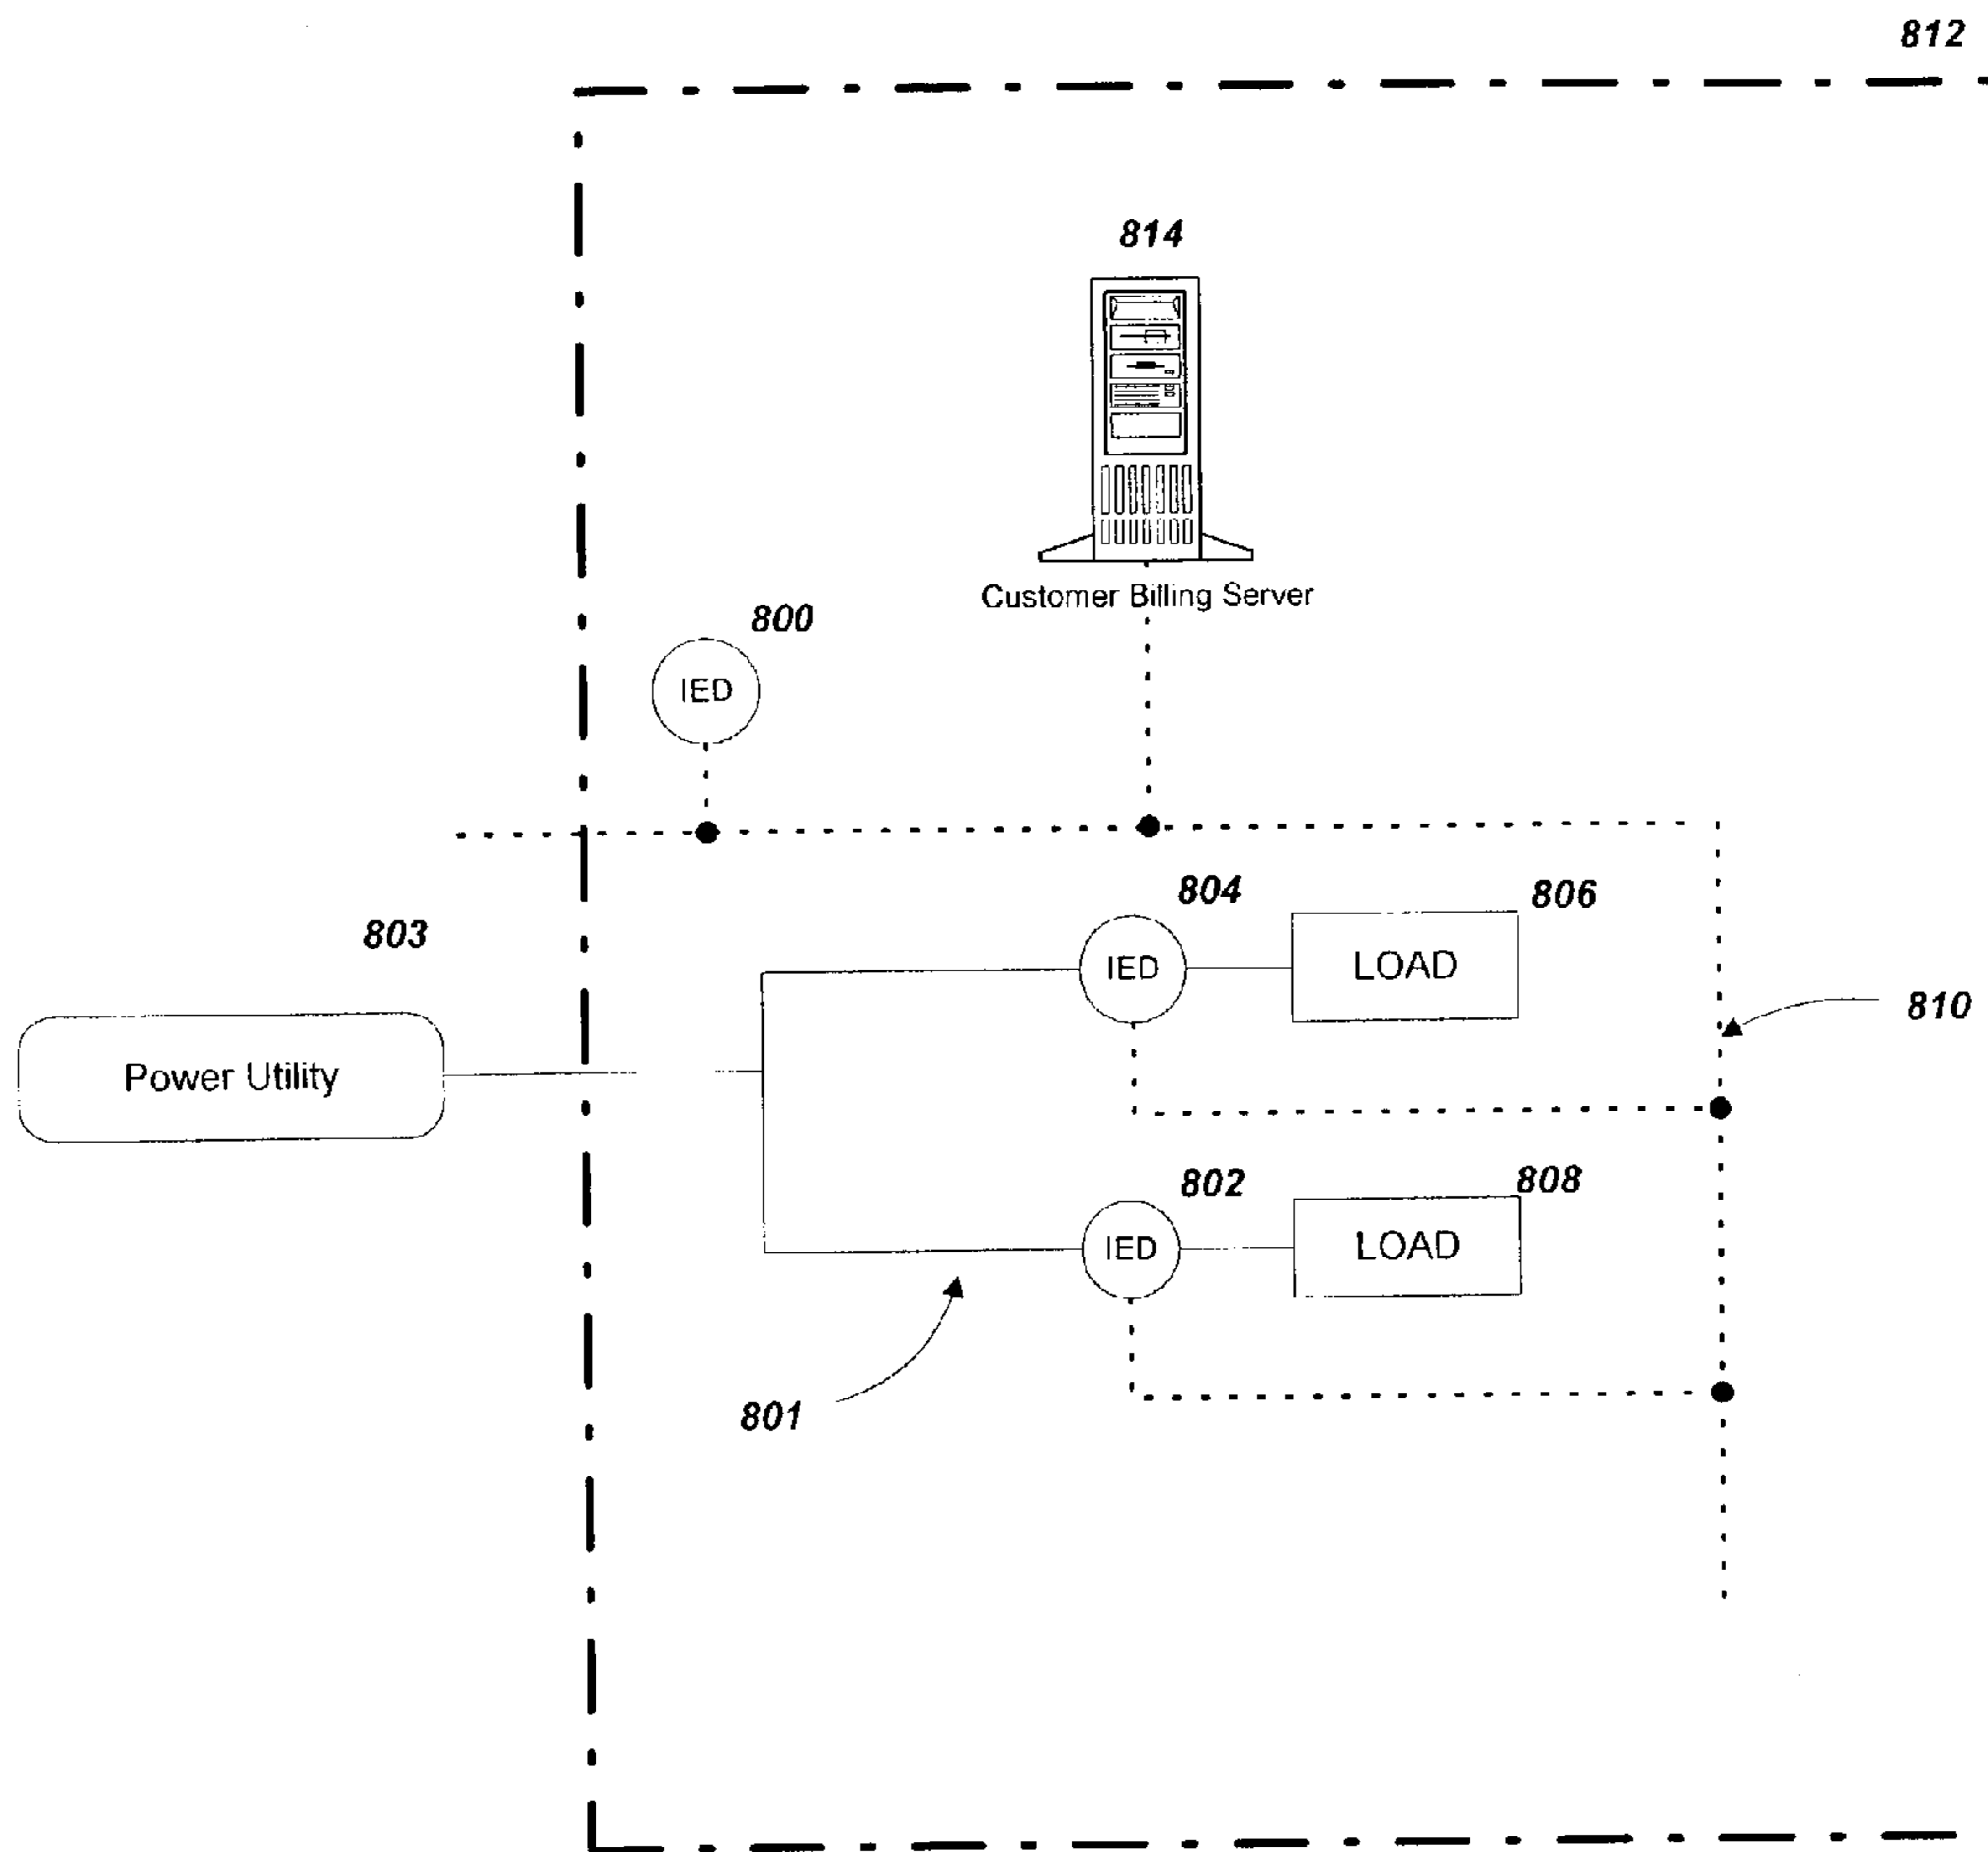 812
814
Customer Billing Server
800
IED
804
806
IED
LOAD
803
810
Power Utility
802
808
IED
LOAD
801